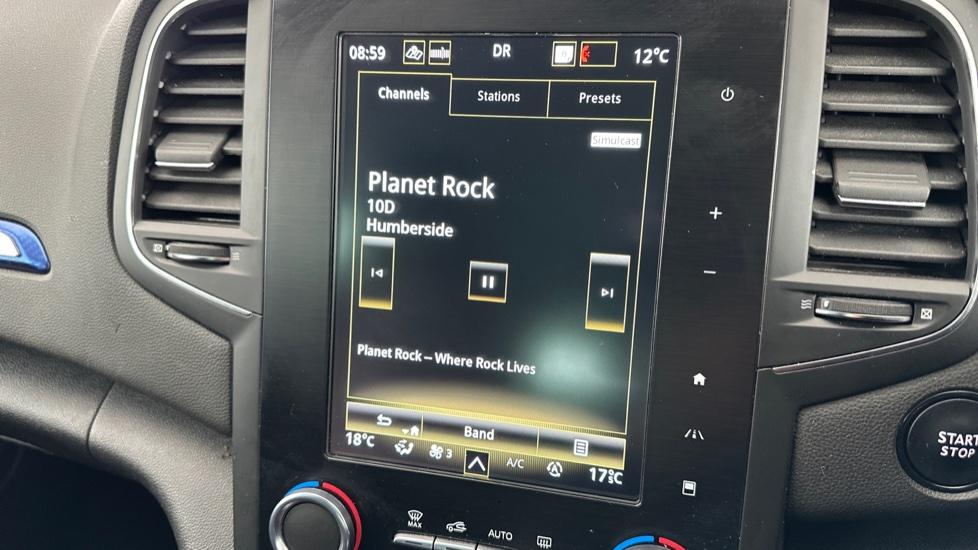 08:59 DR 12°C
Channels Stations Presets
Simulcast
Planet Rock
10D
Humberside
Planet Rock – Where Rock Lives
Band
18°C 3 A/C 17°C
MAX AUTO
START
STOP